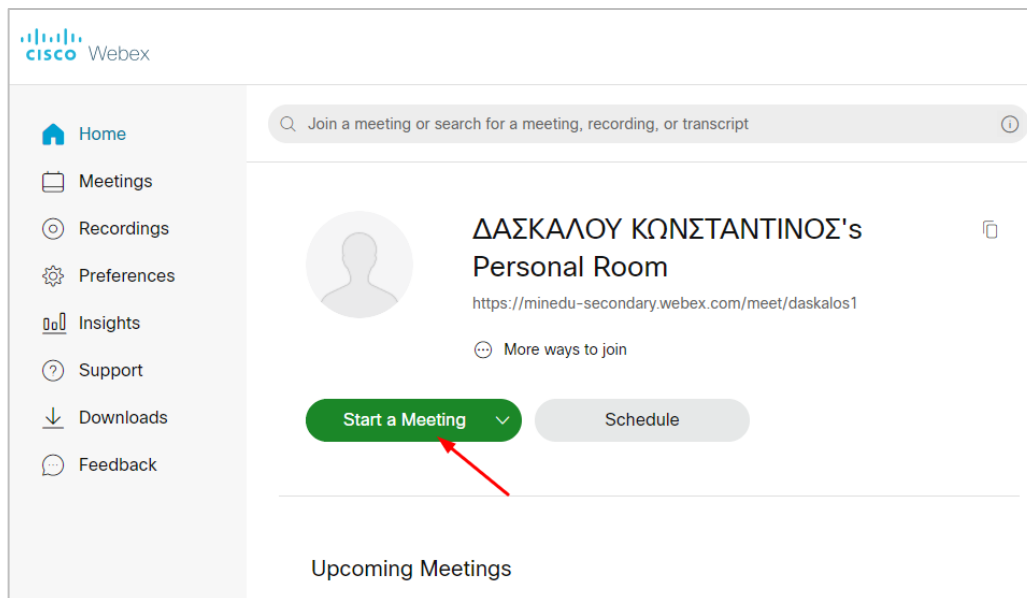 CISCO Webex
Home
Meetings
Recordings
Preferences
Insights
Support
Downloads
Feedback
Join a meeting or search for a meeting, recording, or transcript
ΔΑΣΚΑΛΟΥ ΚΩΝΣΤΑΝΤΙΝΟΣ's
Personal Room
https://minedu-secondary.webex.com/meet/daskalos1
More ways to join
Start a Meeting
Schedule
Upcoming Meetings